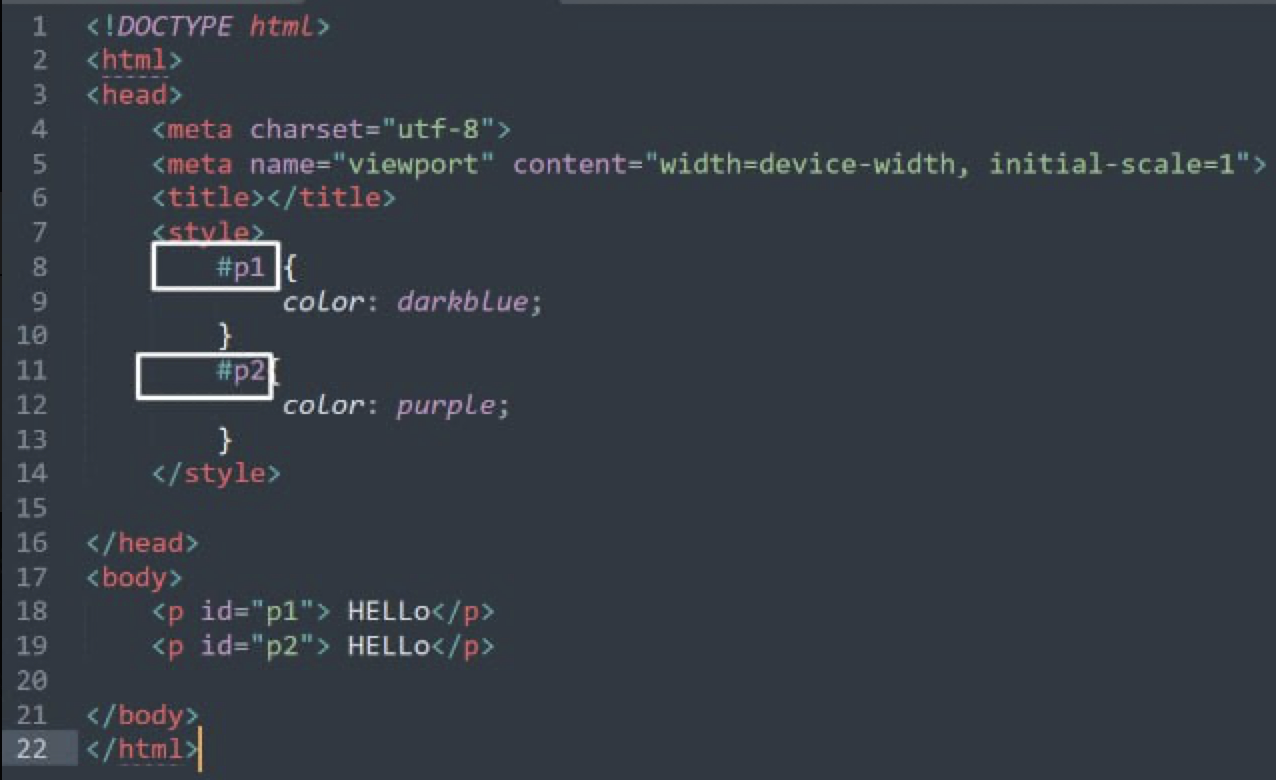 1 <!DOCTYPE html>
2 <html>
3 <head>
4     <meta charset="utf-8">
5     <meta name="viewport" content="width=device-width, initial-scale=1">
6     <title></title>
7     <style>
8         #p1 {
9             color: darkblue;
10         }
11         #p2{
12             color: purple;
13         }
14     </style>
15
16 </head>
17 <body>
18     <p id="p1"> HELLo</p>
19     <p id="p2"> HELLo</p>
20
21 </body>
22 </html>